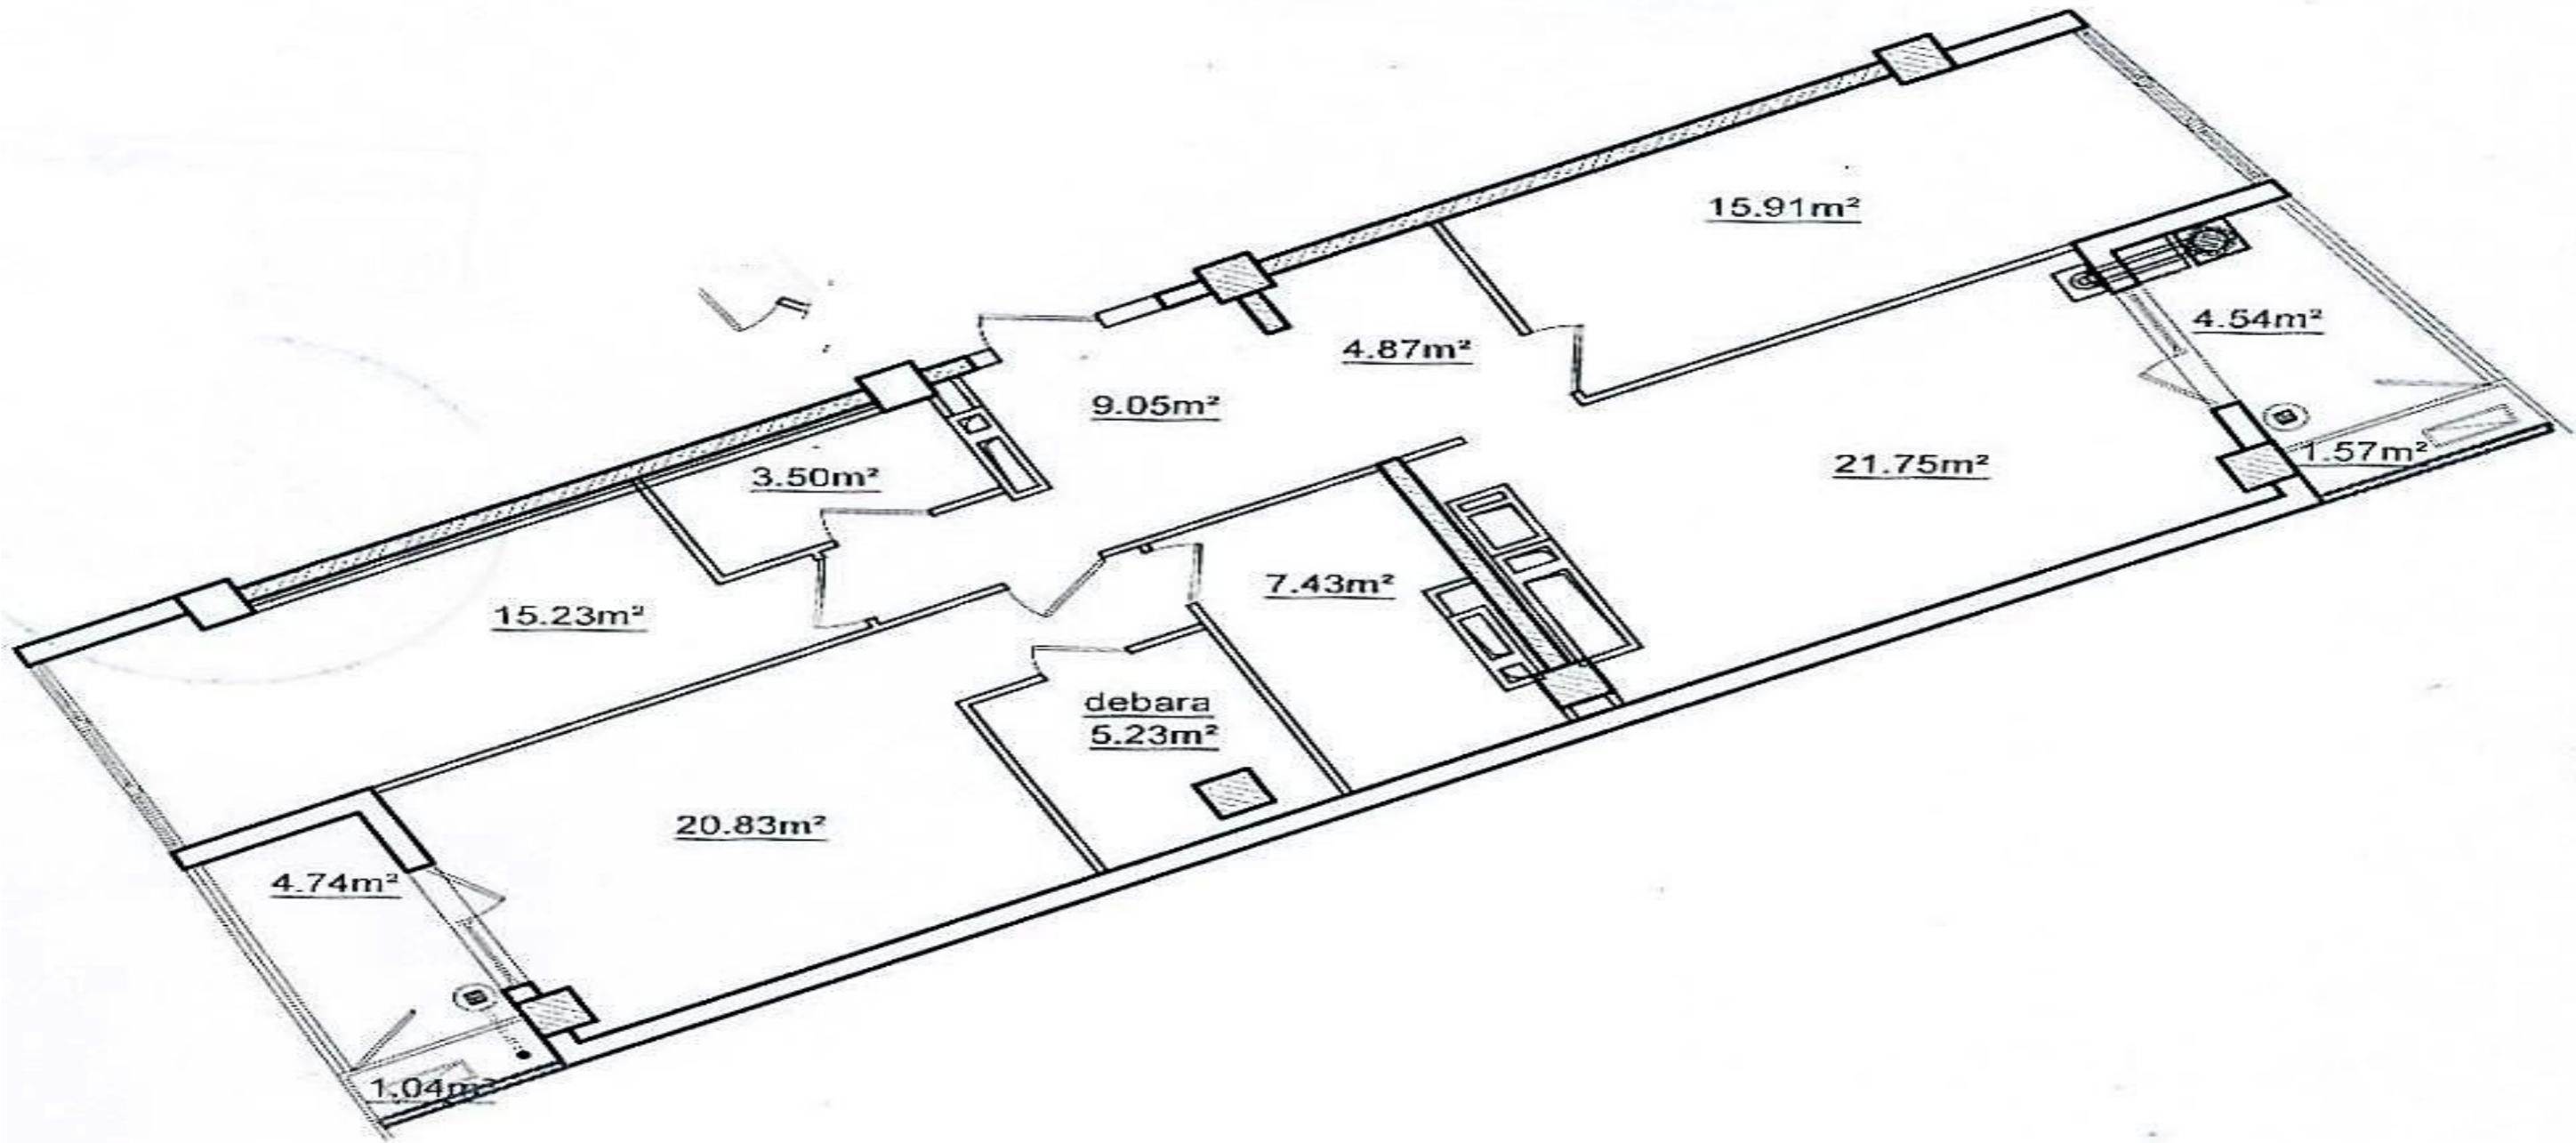 15.91m²
4.54m²
4.87m²
9.05m²
1.57m²
21.75m²
3.50m²
7.43m²
15.23m²
debara
5.23m²
20.83m²
4.74m²
1.04m²